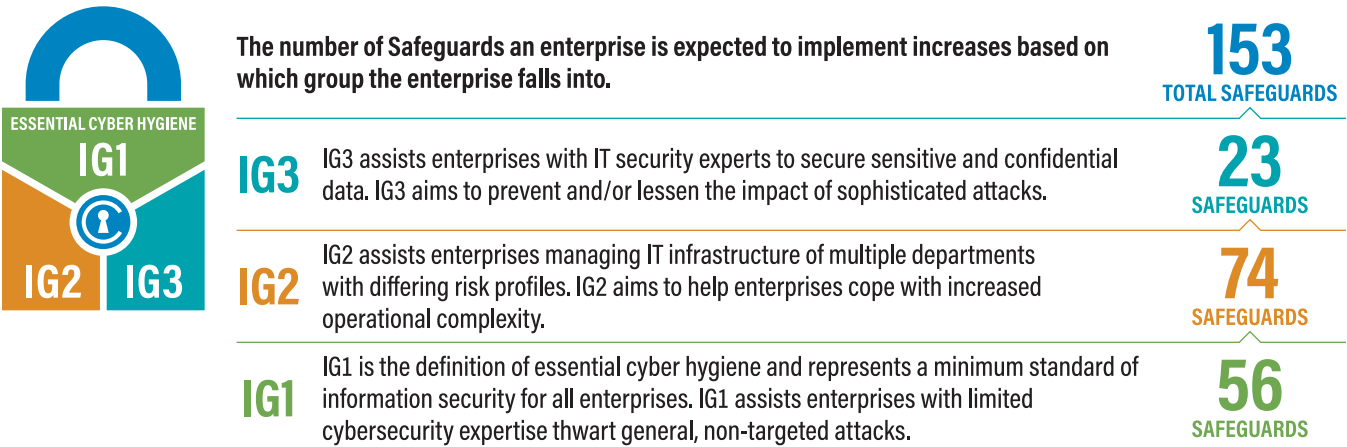 ESSENTIAL CYBER HYGIENE
IG1
IG2
IG3
The number of Safeguards an enterprise is expected to implement increases based on
which group the enterprise falls into.
153
TOTAL SAFEGUARDS
IG3
IG3 assists enterprises with IT security experts to secure sensitive and confidential
data. IG3 aims to prevent and/or lessen the impact of sophisticated attacks.
23
SAFEGUARDS
IG2
IG2 assists enterprises managing IT infrastructure of multiple departments
with differing risk profiles. IG2 aims to help enterprises cope with increased
operational complexity.
74
SAFEGUARDS
IG1
IG1 is the definition of essential cyber hygiene and represents a minimum standard of
information security for all enterprises. IG1 assists enterprises with limited
cybersecurity expertise thwart general, non-targeted attacks.
56
SAFEGUARDS